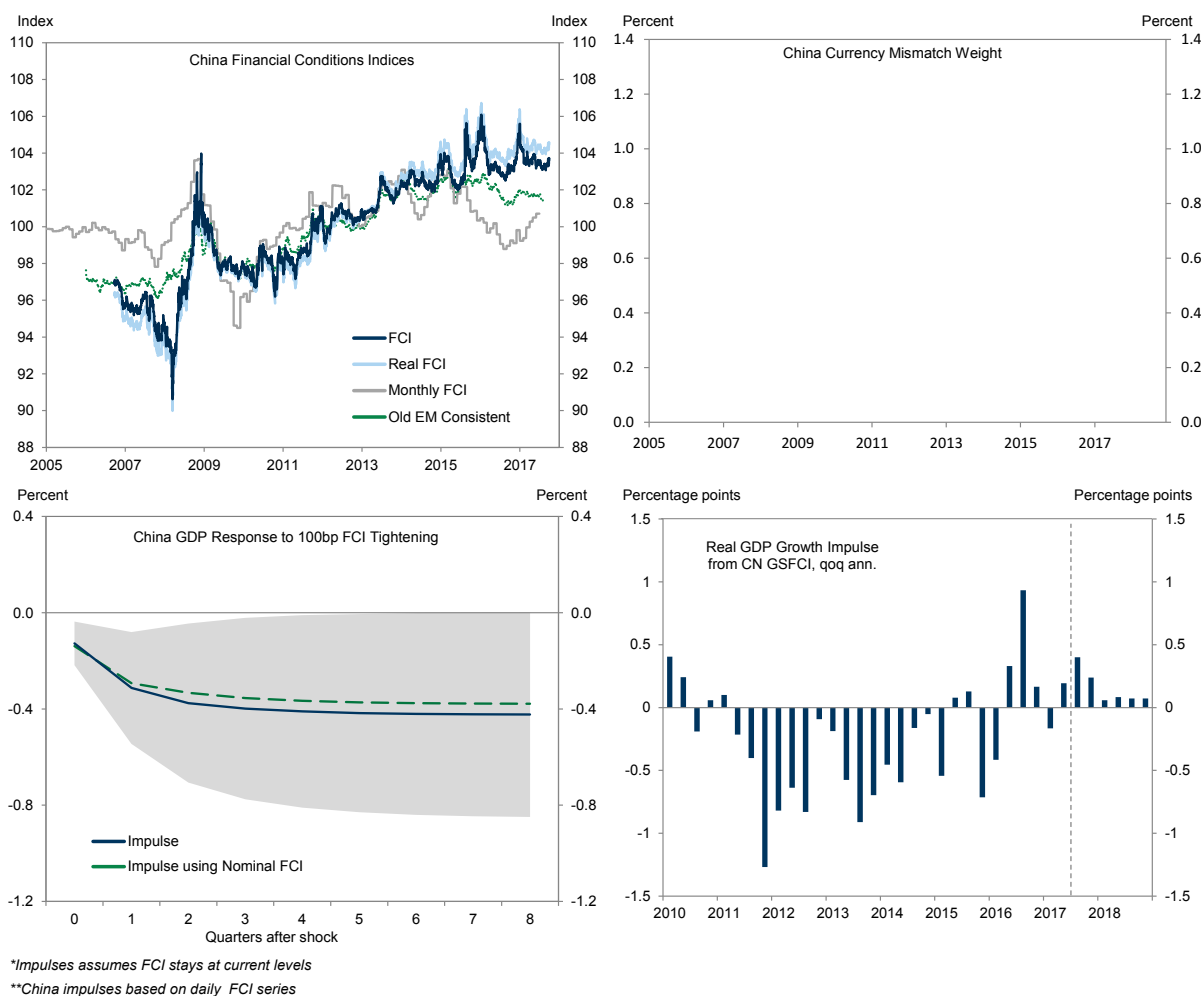 Index
Index
China Financial Conditions Indices
110
108
106
104
102
100
98
96
94
92
90
88
110
108
106
104
102
100
98
96
94
92
90
88
FCI
Real FCI
Monthly FCI
Old EM Consistent
2005 2007 2009 2011 2013 2015 2017
Percent
Percent
China Currency Mismatch Weight
1.4
1.2
1.0
0.8
0.6
0.4
0.2
0.0
1.4
1.2
1.0
0.8
0.6
0.4
0.2
0.0
2005 2007 2009 2011 2013 2015 2017
Percent
Percent
China GDP Response to 100bp FCI Tightening
0.4
0.0
-0.4
-0.8
-1.2
0.4
0.0
-0.4
-0.8
-1.2
Impulse
Impulse using Nominal FCI
0 1 2 3 4 5 6 7 8
Quarters after shock
Percentage points
Percentage points
Real GDP Growth Impulse
from CN GSFCI, qoq ann.
1.5
1
0.5
0
-0.5
-1
-1.5
1.5
1
0.5
0
-0.5
-1
-1.5
2010 2011 2012 2013 2014 2015 2016 2017 2018
*Impulses assumes FCI stays at current levels
**China impulses based on daily FCI series